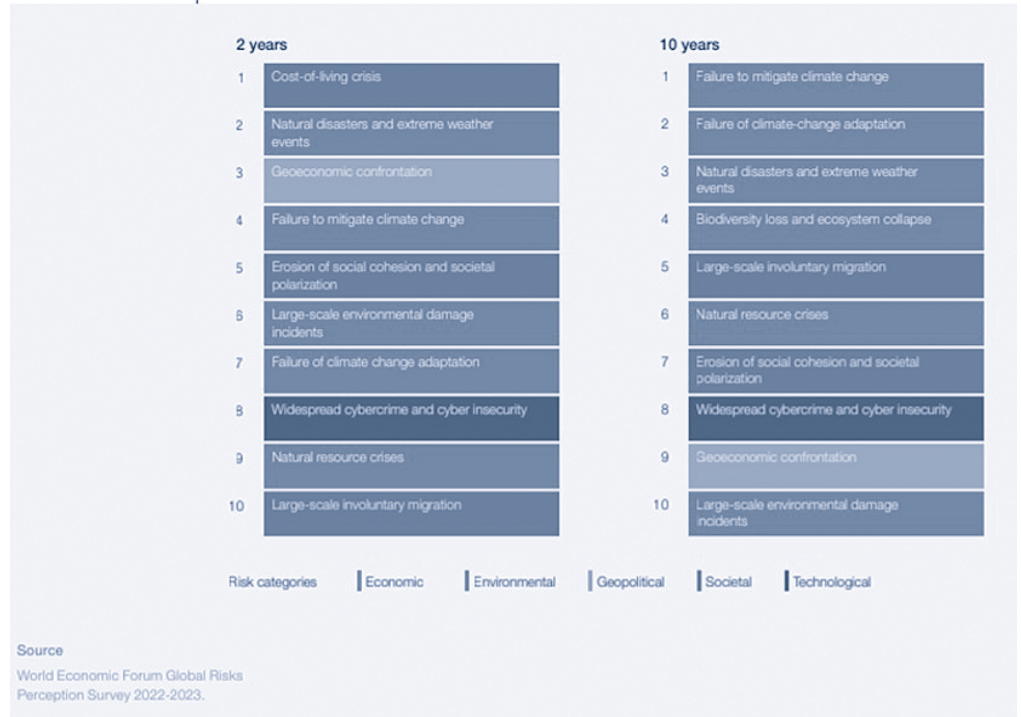 2 years
1 Cost-of-living crisis
2 Natural disasters and extreme weather
events
3 Geoeconomic confrontation
4 Failure to mitigate climate change
5 Erosion of social cohesion and societal
polarization
6 Large-scale environmental damage
incidents
7 Failure of climate change adaptation
8 Widespread cybercrime and cyber insecurity
9 Natural resource crises
10 Large-scale involuntary migration
10 years
1 Failure to mitigate climate change
2 Failure of climate-change adaptation
3 Natural disasters and extreme weather
events
4 Biodiversity loss and ecosystem collapse
5 Large-scale involuntary migration
6 Natural resource crises
7 Erosion of social cohesion and societal
polarization
8 Widespread cybercrime and cyber insecurity
9 Geoeconomic confrontation
10 Large-scale environmental damage
incidents
Risk categories Economic Environmental Geopolitical Societal Technological
Source
World Economic Forum Global Risks
Perception Survey 2022-2023.